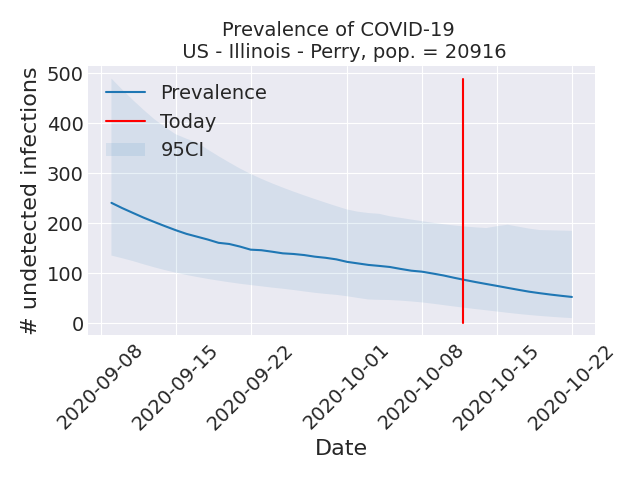 Prevalence of COVID-19
US - Illinois - Perry, pop. = 20916
# undetected infections
500
400
300
200
100
0
Prevalence
Today
95CI
2020-09-08
2020-09-15
2020-09-22
2020-10-01
2020-10-08
2020-10-15
2020-10-22
Date